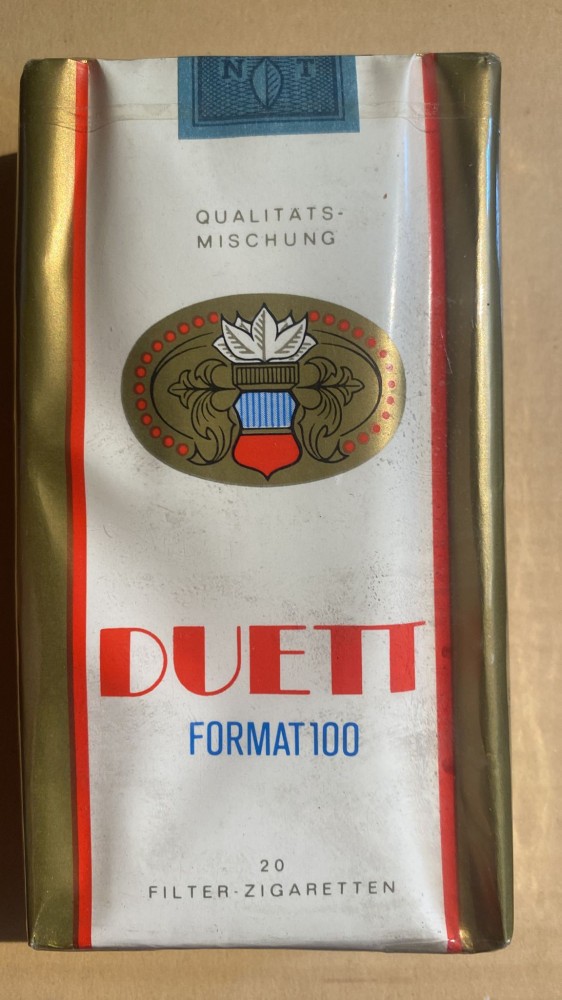 N T
QUALITÄTS-
MISCHUNG
DUETT
FORMAT 100
20
FILTER-ZIGARETTEN